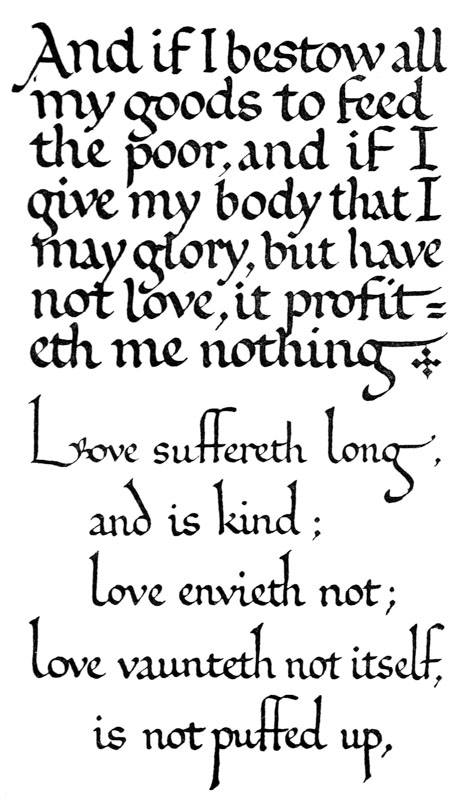 And if I bestow all
my goods to feed
the poor, and if I
give my body that I
may glory, but have
not love, it profit=
eth me nothing
Love suffereth long,
and is kind;
love envieth not;
love vaunteth not itself,
is not puffed up,